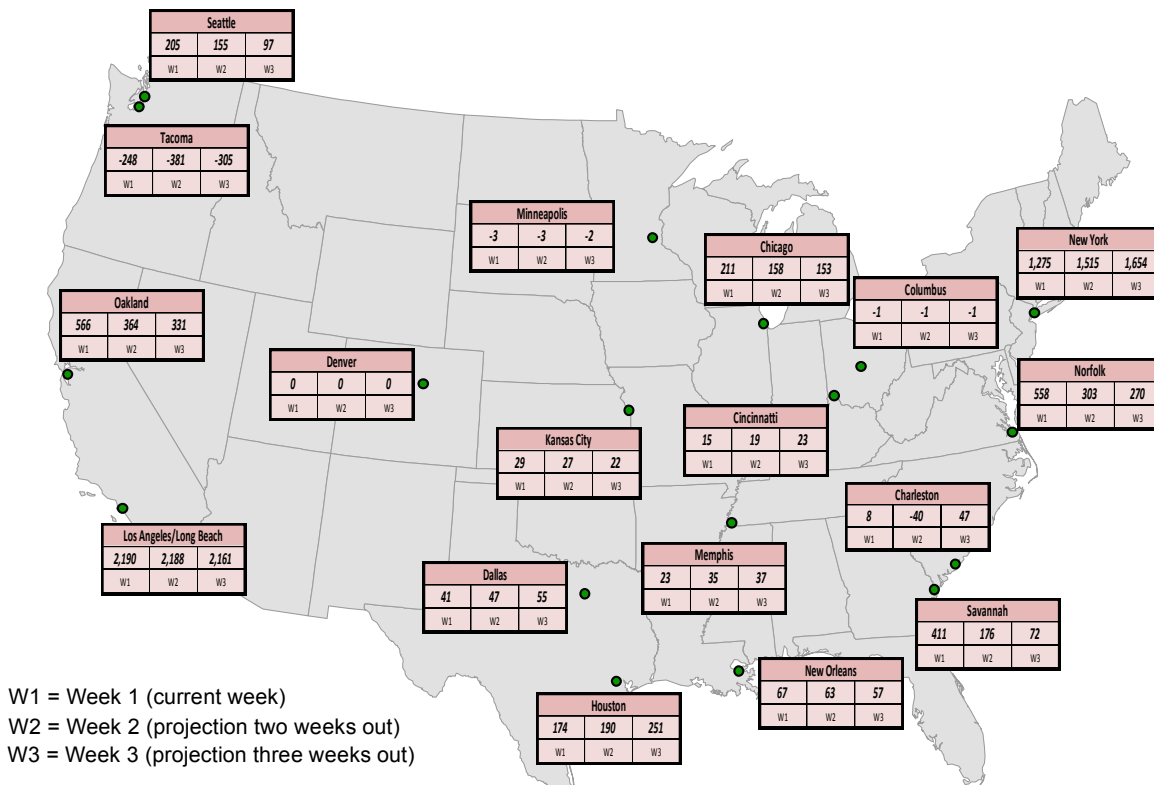 Seattle
205 155 97
W1 W2 W3
Tacoma
-248 -381 -305
W1 W2 W3
Minneapolis
-3 -3 -2
W1 W2 W3
Chicago
211 158 153
W1 W2 W3
New York
1,275 1,515 1,654
W1 W2 W3
Columbus
-1 -1 -1
W1 W2 W3
Oakland
566 364 331
W1 W2 W3
Denver
0 0 0
W1 W2 W3
Norfolk
558 303 270
W1 W2 W3
Kansas City
29 27 22
W1 W2 W3
Cincinnatti
15 19 23
W1 W2 W3
Charleston
8 -40 47
W1 W2 W3
Los Angeles/Long Beach
2,190 2,188 2,161
W1 W2 W3
Memphis
23 35 37
W1 W2 W3
Dallas
41 47 55
W1 W2 W3
Savannah
411 176 72
W1 W2 W3
New Orleans
67 63 57
W1 W2 W3
Houston
174 190 251
W1 W2 W3
W1 = Week 1 (current week)
W2 = Week 2 (projection two weeks out)
W3 = Week 3 (projection three weeks out)